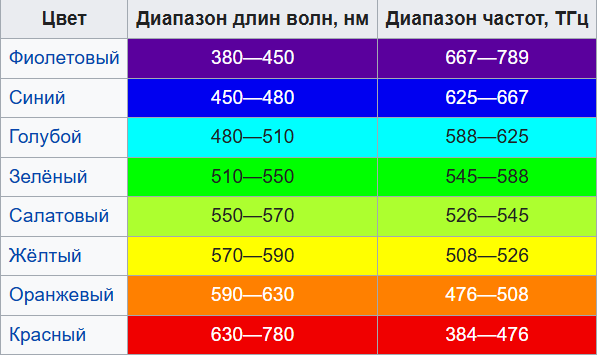 Цвет Диапазон длин волн, нм Диапазон частот, ТГц
Фиолетовый 380—450 667—789
Синий 450—480 625—667
Голубой 480—510 588—625
Зелёный 510—550 545—588
Салатовый 550—570 526—545
Жёлтый 570—590 508—526
Оранжевый 590—630 476—508
Красный 630—780 384—476